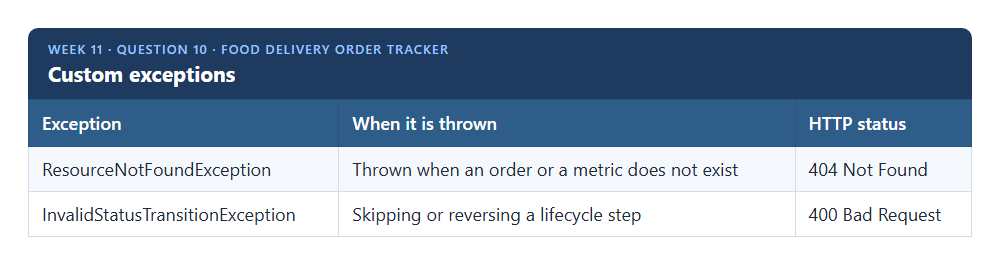 WEEK 11 · QUESTION 10 · FOOD DELIVERY ORDER TRACKER
Custom exceptions
Exception When it is thrown HTTP status
ResourceNotFoundException Thrown when an order or a metric does not exist 404 Not Found
InvalidStatusTransitionException Skipping or reversing a lifecycle step 400 Bad Request